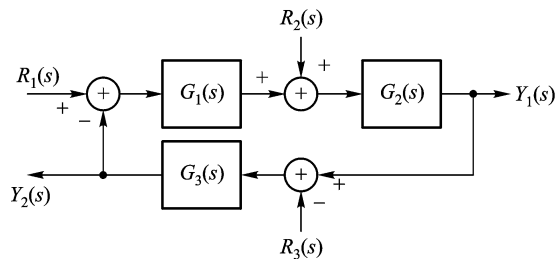 R₂(s)
R₁(s)
+
−
+
G₁(s)
+
+
+
G₂(s)
Y₁(s)
Y₂(s)
G₃(s)
+
+
−
R₃(s)